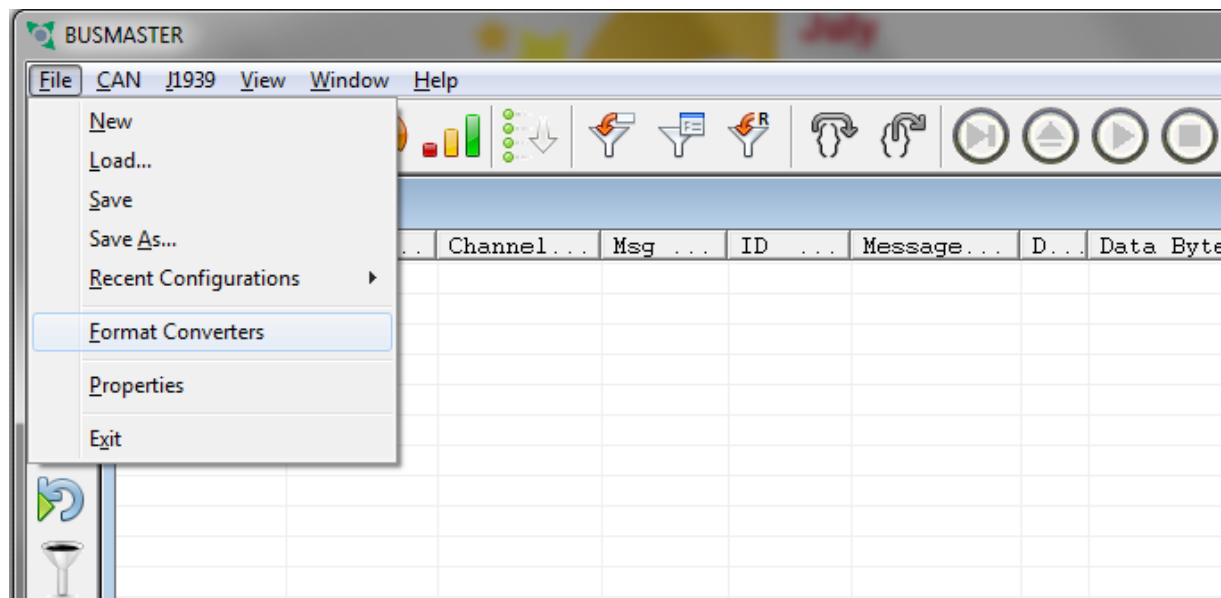 BUSMASTER
July
File CAN J1939 View Window Help
New
Load...
Save
Save As...
Recent Configurations
Format Converters
Properties
Exit
R
F=
.. Channel... Msg ... ID ... Message... D... Data Byte